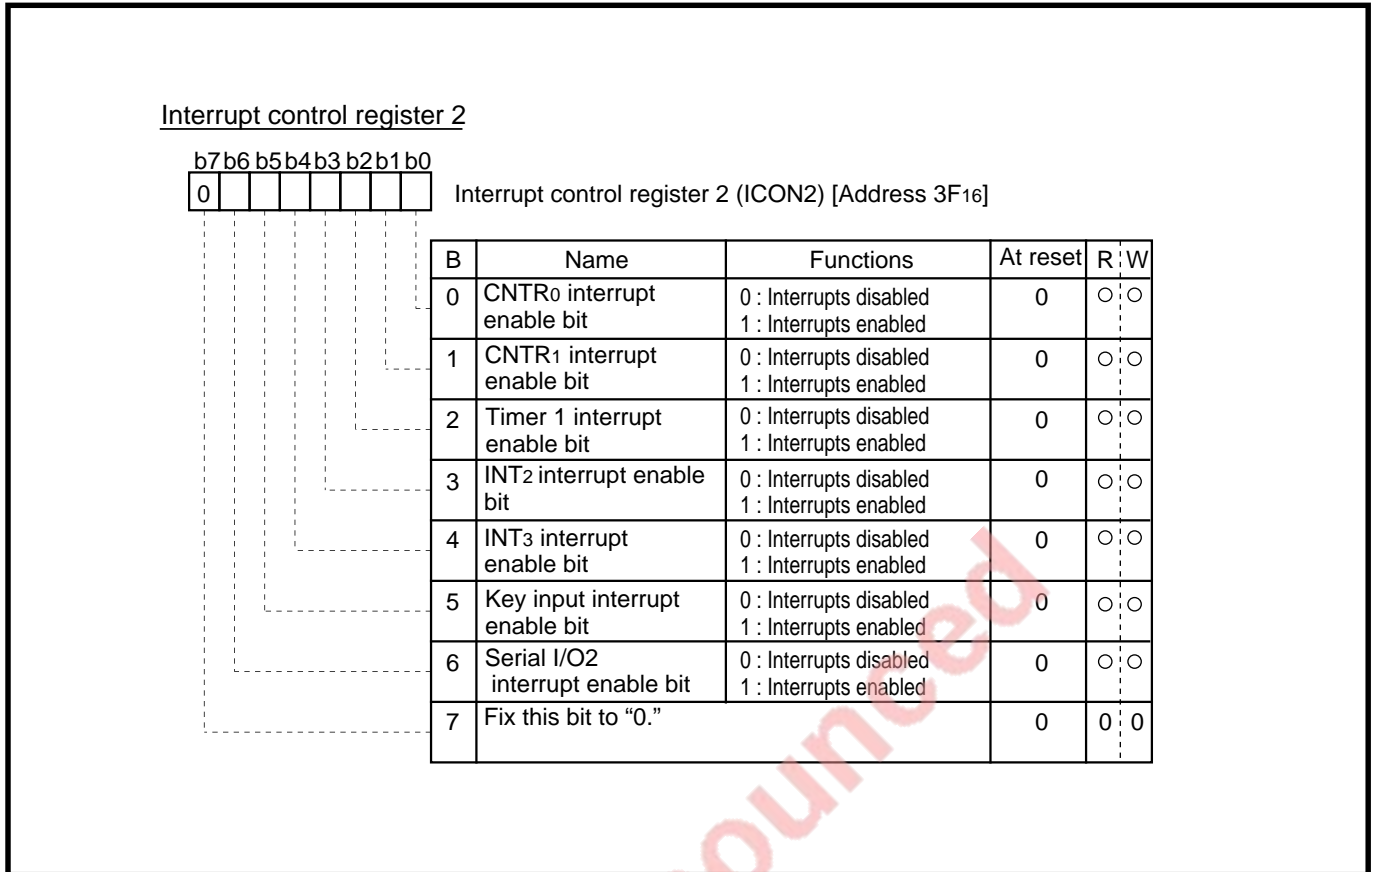 Interrupt control register 2
b7 b6 b5 b4 b3 b2 b1 b0
0
Interrupt control register 2 (ICON2) [Address 3F16]
B Name Functions At reset R W
0 CNTR0 interrupt enable bit 0 : Interrupts disabled 0
1 : Interrupts enabled
1 CNTR1 interrupt enable bit 0 : Interrupts disabled 0
1 : Interrupts enabled
2 Timer 1 interrupt enable bit 0 : Interrupts disabled 0
1 : Interrupts enabled
3 INT2 interrupt enable bit 0 : Interrupts disabled 0
1 : Interrupts enabled
4 INT3 interrupt enable bit 0 : Interrupts disabled 0
1 : Interrupts enabled
5 Key input interrupt enable bit 0 : Interrupts disabled 0
1 : Interrupts enabled
6 Serial I/O2 interrupt enable bit 0 : Interrupts disabled 0
1 : Interrupts enabled
7 Fix this bit to “0.” 0 0 0
ounced